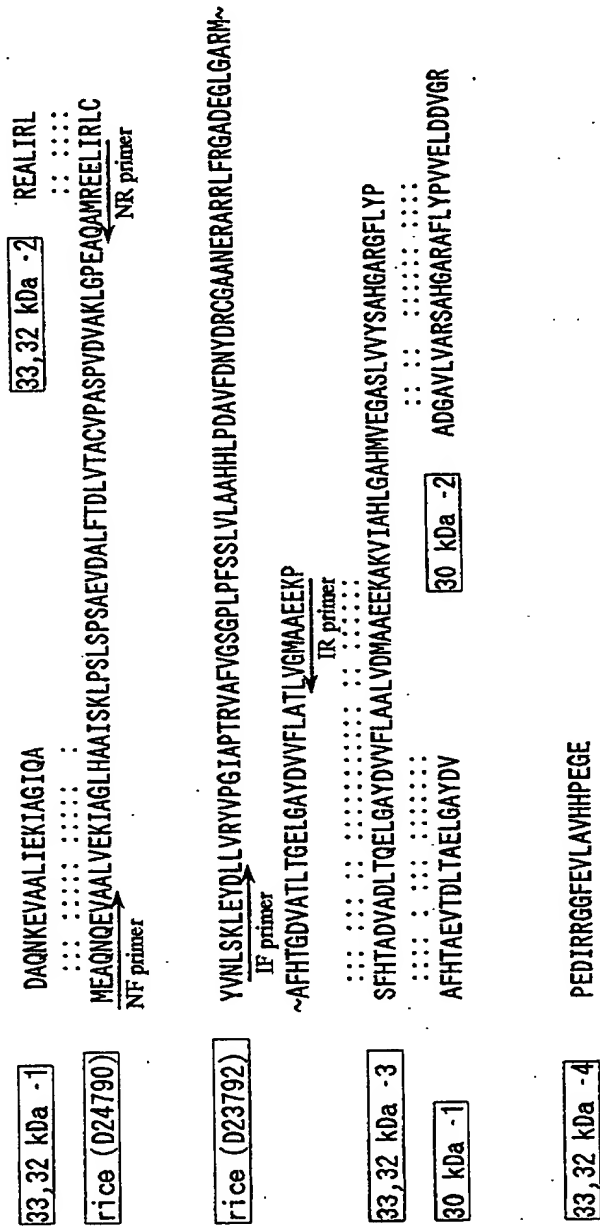 33,32 kDa -2 REALIRL
33,32 kDa -1 DAQNKEVAALIEKIAGIQA
rice (D24790) MEAQNQEVAALVEKIAGLHAAISKLPSLSPSAEVDALFTDLVTACVPASPVDVAKLGPEAQAMREELIRLC
NF primer NR primer
rice (D23792) YVNLSKLEYDLLVRYVPGIAPTRVAFVGSGPLPFSSLVLAAHHLPDAVFDNYDRCGAANERARRLFRGADEGLGARM~
IF primer
~AFHTGDVATLTGELGAYDVVFLATLVGMAAEEKP
IR primer
33,32 kDa -3 SFHTADVADLTQELGAYDVVFLAALVDMAAEEKAKVIAHLGAHMVEGASLVVYSAHGARGFLYP
30 kDa -1 AFHTAEVTDLTAELGAYDV
30 kDa -2 ADGAVLVARSAHGARAFLYPVVELDDVGR
33,32 kDa -4 PEDIRRGGFEVLAVHHPEGE